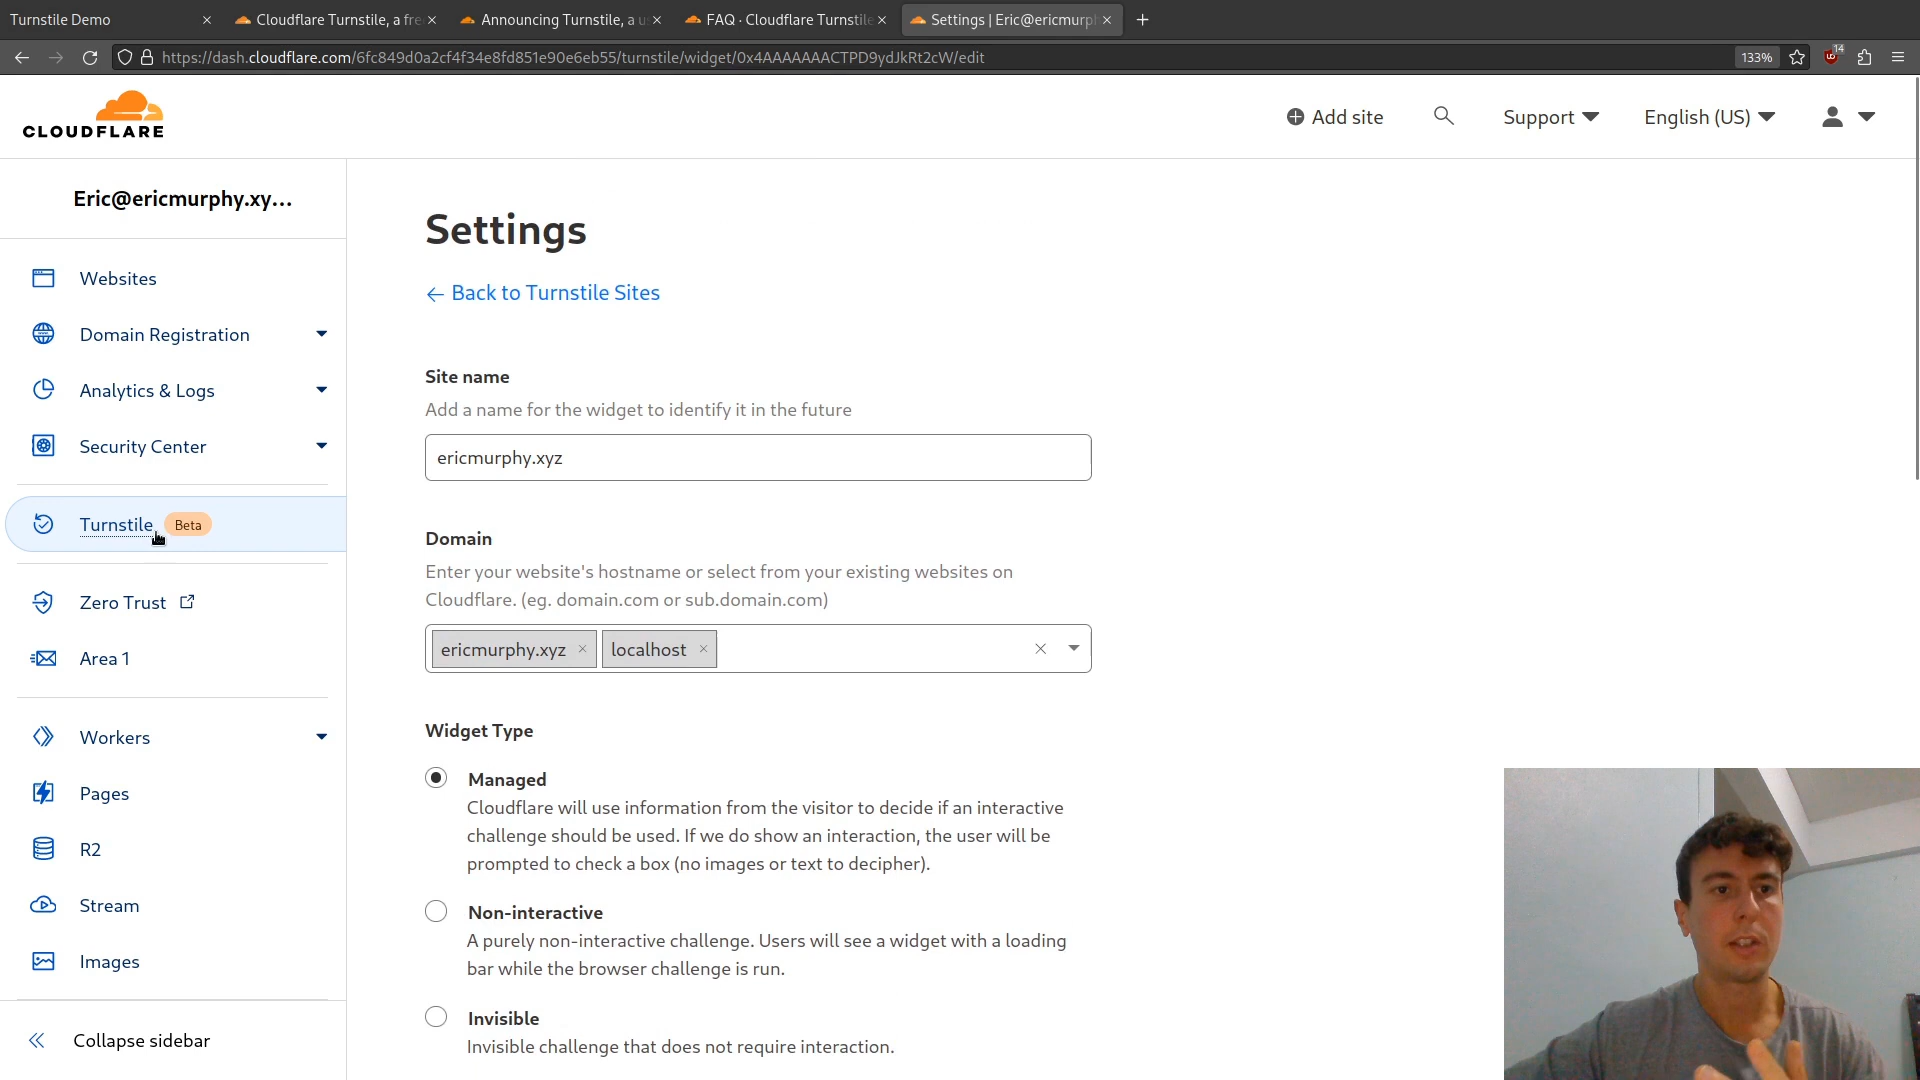 Turnstile Demo
Cloudflare Turnstile, a fre
Announcing Turnstile, a u
FAQ · Cloudflare Turnstile
Settings | Eric@ericmurph
https://dash.cloudflare.com/6fc849d0a2cf4f34e8fd851e90e6eb55/turnstile/widget/0x4AAAAAAACTPD9ydJkRt2cW/edit
133%
14
CLOUDFLARE
Add site
Support
English (US)
Eric@ericmurphy.xy...
Websites
Domain Registration
Analytics & Logs
Security Center
Turnstile
Beta
Zero Trust
Area 1
Workers
Pages
R2
Stream
Images
Collapse sidebar
Settings
← Back to Turnstile Sites
Site name
Add a name for the widget to identify it in the future
ericmurphy.xyz
Domain
Enter your website's hostname or select from your existing websites on
Cloudflare. (eg. domain.com or sub.domain.com)
ericmurphy.xyz × localhost ×
Widget Type
Managed
Cloudflare will use information from the visitor to decide if an interactive
challenge should be used. If we do show an interaction, the user will be
prompted to check a box (no images or text to decipher).
Non-interactive
A purely non-interactive challenge. Users will see a widget with a loading
bar while the browser challenge is run.
Invisible
Invisible challenge that does not require interaction.